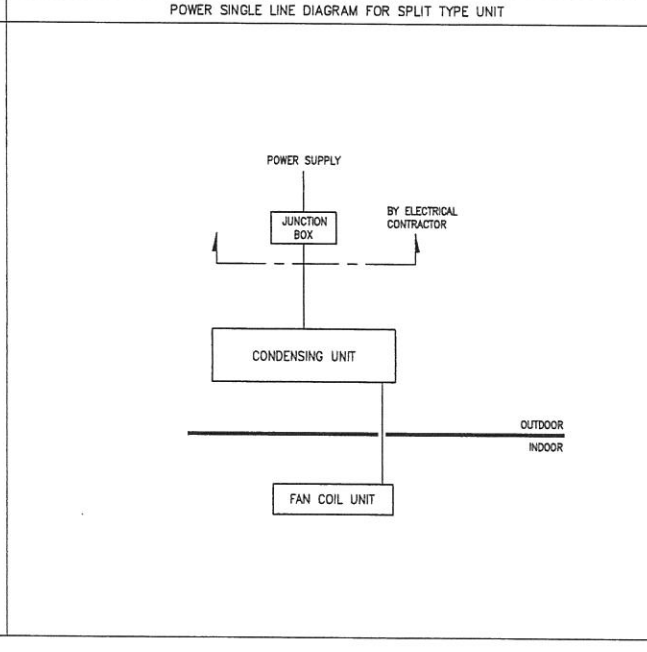 POWER SINGLE LINE DIAGRAM FOR SPLIT TYPE UNIT
POWER SUPPLY
JUNCTION
BOX
BY ELECTRICAL
CONTRACTOR
CONDENSING UNIT
OUTDOOR
INDOOR
FAN COIL UNIT